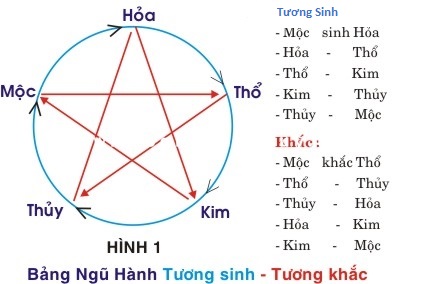 Hỏa
Mộc
Thổ
Thủy
Kim
HÌNH 1
Tương Sinh
- Mộc sinh Hỏa
- Hỏa - Thổ
- Thổ - Kim
- Kim - Thủy
- Thủy - Mộc
Khắc :
- Mộc khắc Thổ
- Thổ - Thủy
- Thủy - Hỏa
- Hỏa - Kim
- Kim - Mộc
Bảng Ngũ Hành Tương sinh - Tương khắc